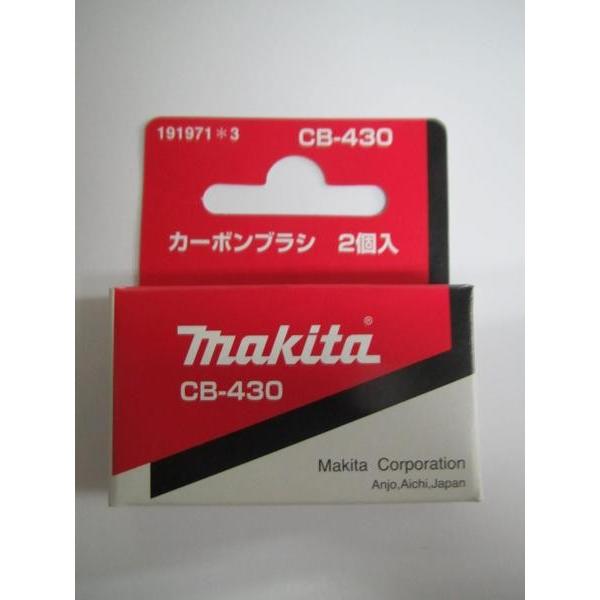 191971＊3 CB-430
カーボンブラシ 2個入
makita®
CB-430
Makita Corporation
Anjo,Aichi,Japan